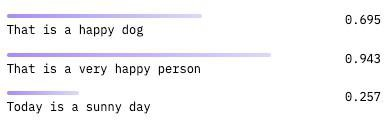 That is a happy dog 0.695
That is a very happy person 0.943
Today is a sunny day 0.257